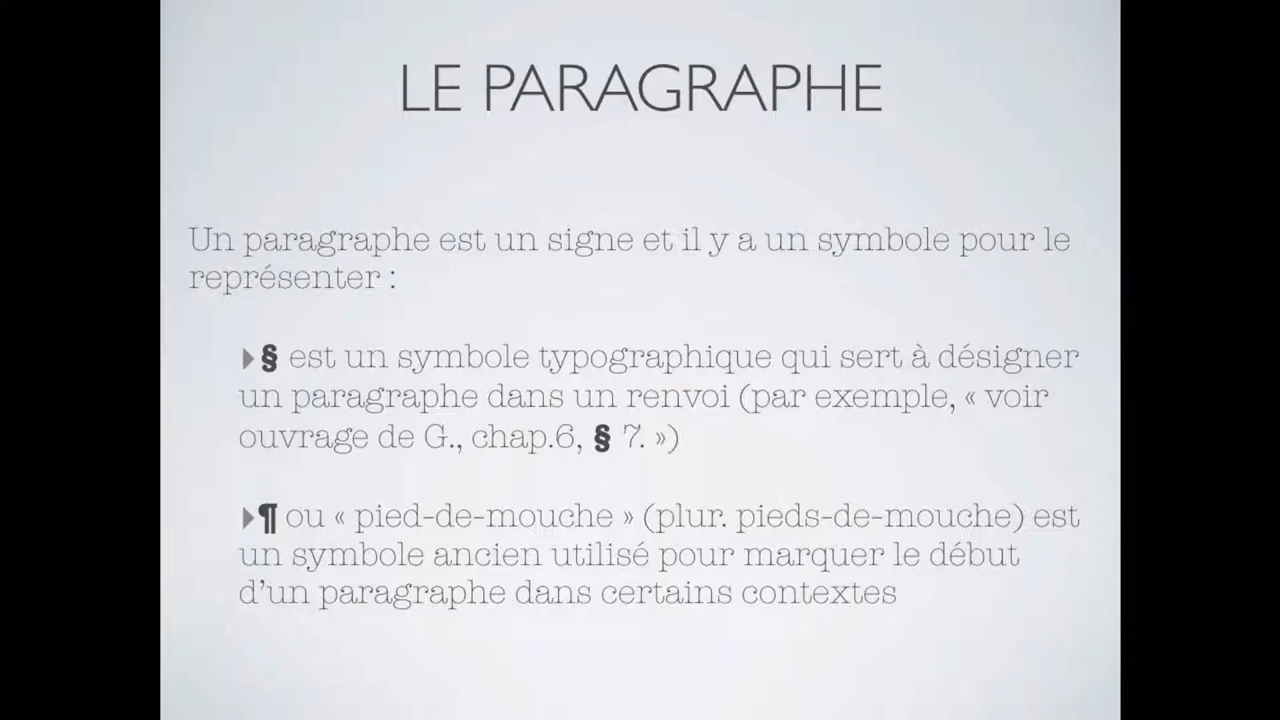 LE PARAGRAPHE
Un paragraphe est un signe et il y a un symbole pour le
représenter :
§ est un symbole typographique qui sert à désigner
un paragraphe dans un renvoi (par exemple, « voir
ouvrage de G., chap.6, § 7. »)
¶ ou « pied-de-mouche » (plur. pieds-de-mouche) est
un symbole ancien utilisé pour marquer le début
d’un paragraphe dans certains contextes